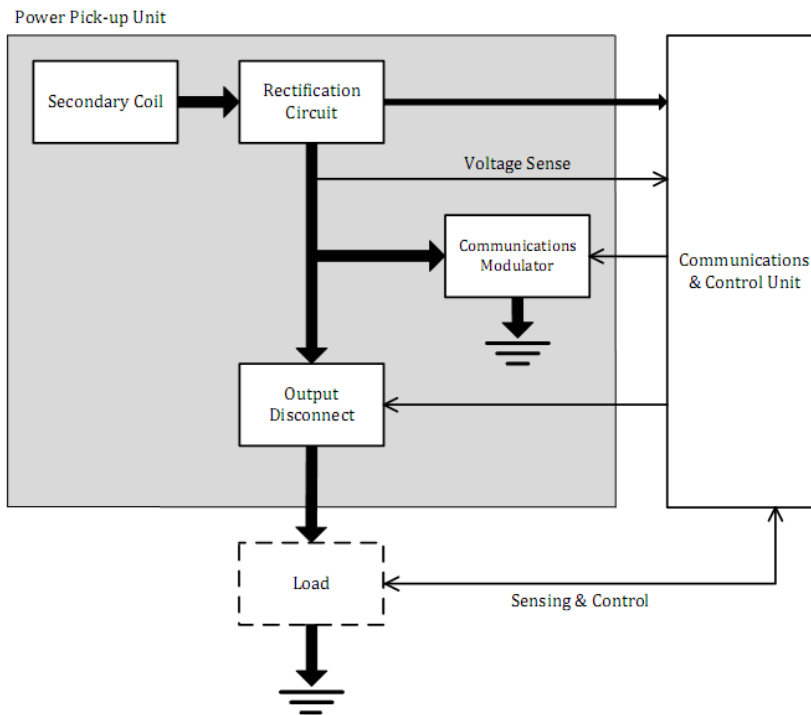 Power Pick-up Unit
Secondary Coil
Rectification
Circuit
Voltage Sense
Communications
Modulator
Communications
& Control Unit
Output
Disconnect
Load
Sensing & Control